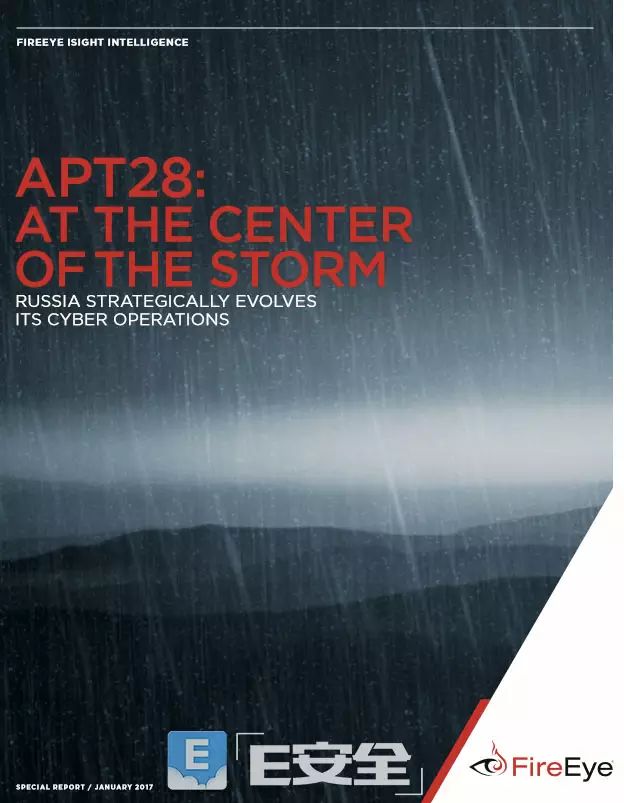 FIREEYE ISIGHT INTELLIGENCE
APT28:
AT THE CENTER
OF THE STORM
RUSSIA STRATEGICALLY EVOLVES
ITS CYBER OPERATIONS
SPECIAL REPORT / JANUARY 2017
E
E安全
FireEye